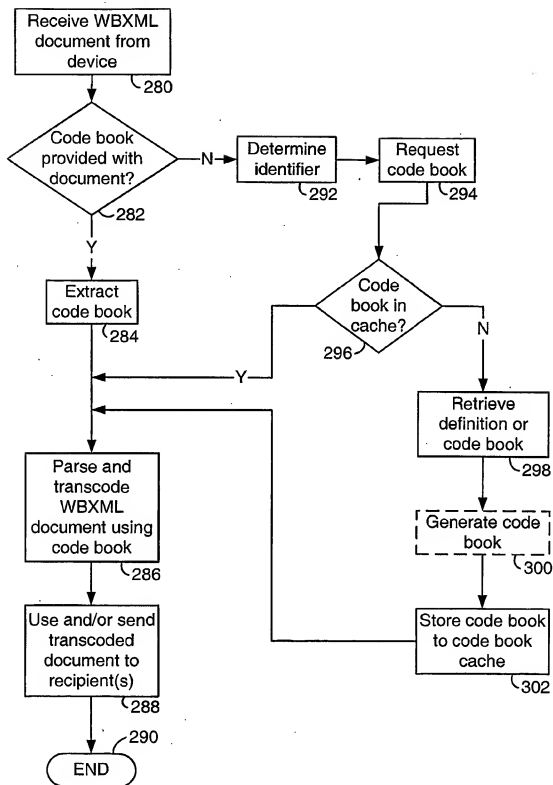 Receive WBXML
document from
device
280
Code book
provided with
document?
282
N
Determine
identifier
292
Request
code book
294
Y
Extract
code book
284
Code
book in
cache?
296
Y
N
Retrieve
definition or
code book
298
Generate code
book
300
Store code book
to code book
cache
302
Parse and
transcode
WBXML
document using
code book
286
Use and/or send
transcoded
document to
recipient(s)
288
290
END